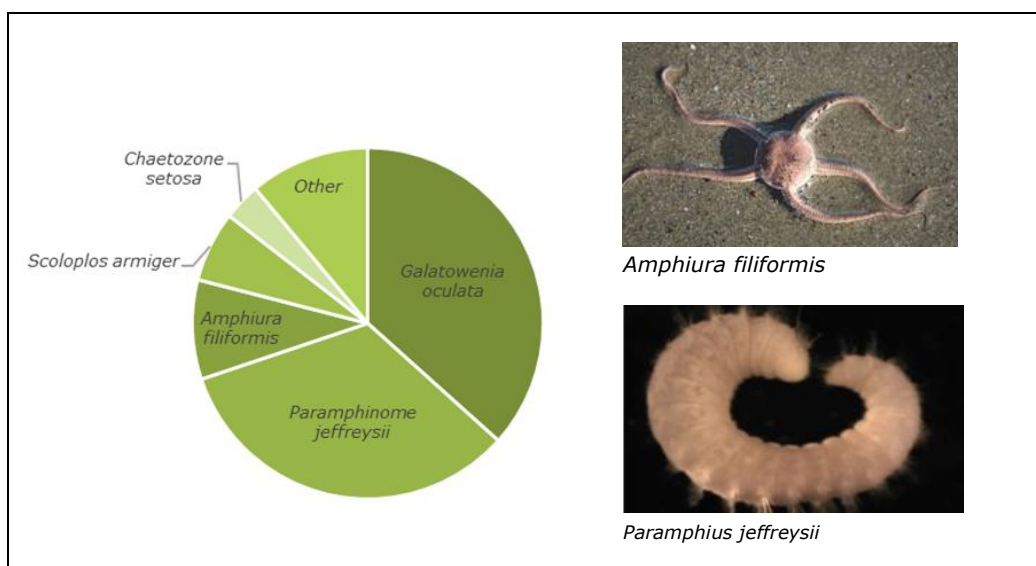 Chaetozone
setosa
Other
Scoloplos armiger
Galatowenia
oculata
Amphiura
filiformis
Paramphinome
jeffreysii
Amphiura filiformis
Paramphius jeffreysii